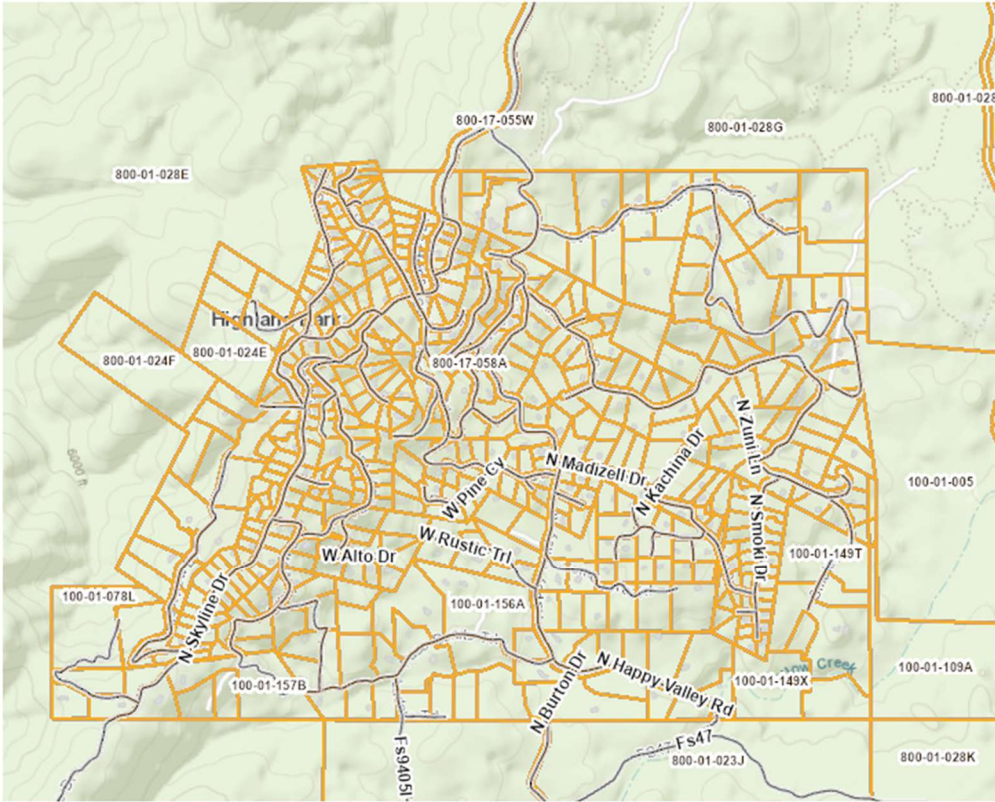 800-01-028
800-17-055W
800-01-028G
800-01-028E
Highland Park
800-01-024F
800-01-024E
800-17-058A
6000 ft
N Zuni Ln
N Madizell Dr
N Kachina Dr
W Pine Cy
100-01-005
N Smoki Dr
W Rustic Trl
W Alto Dr
100-01-149T
100-01-078L
100-01-156A
N Skyline Dr
Creek
100-01-109A
100-01-157B
N Happy Valley Rd
100-01-149X
N Burton Dr
Fs9405I
Fs47
Fs47
800-01-023J
800-01-028K